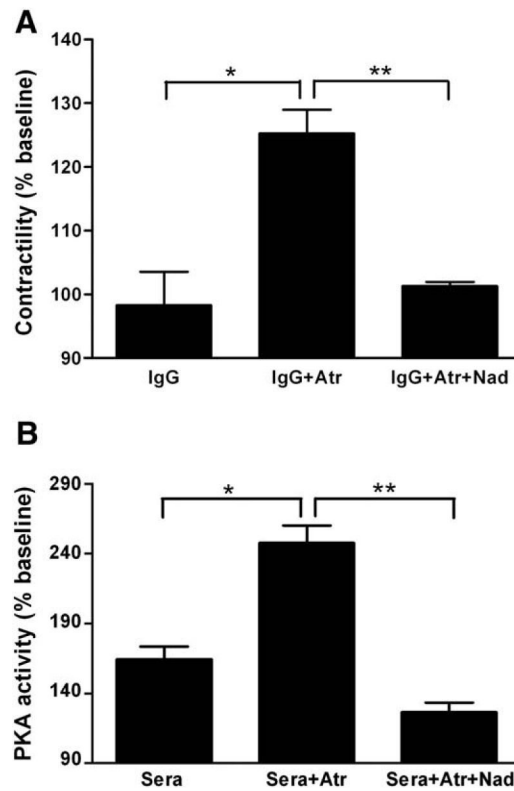 A
Contractility (% baseline)
140
130
120
110
100
90
*
**
IgG
IgG+Atr
IgG+Atr+Nad
B
PKA activity (% baseline)
290
240
190
140
90
*
**
Sera
Sera+Atr
Sera+Atr+Nad